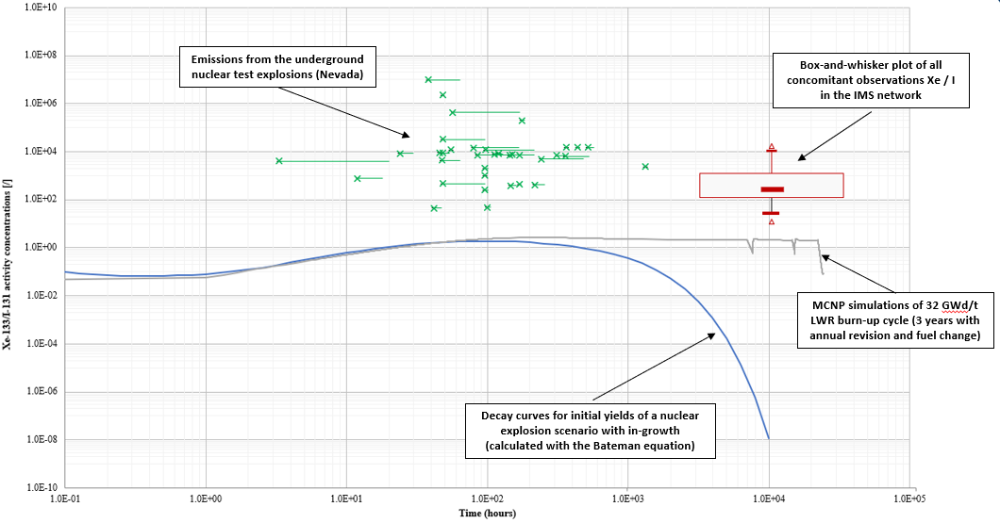 1.0E+10
1.0E+08
1.0E+06
1.0E+04
1.0E+02
1.0E+00
1.0E-02
1.0E-04
1.0E-06
1.0E-08
1.0E-10
Xe-133/I-131 activity concentrations [/]
Emissions from the underground
nuclear test explosions (Nevada)
Box-and-whisker plot of all
concomitant observations Xe / I
in the IMS network
MCNP simulations of 32 GWd/t
LWR burn-up cycle (3 years with
annual revision and fuel change)
Decay curves for initial yields of a nuclear
explosion scenario with in-growth
(calculated with the Bateman equation)
1.0E-01 1.0E+00 1.0E+01 1.0E+02 1.0E+03 1.0E+04 1.0E+05
Time (hours)